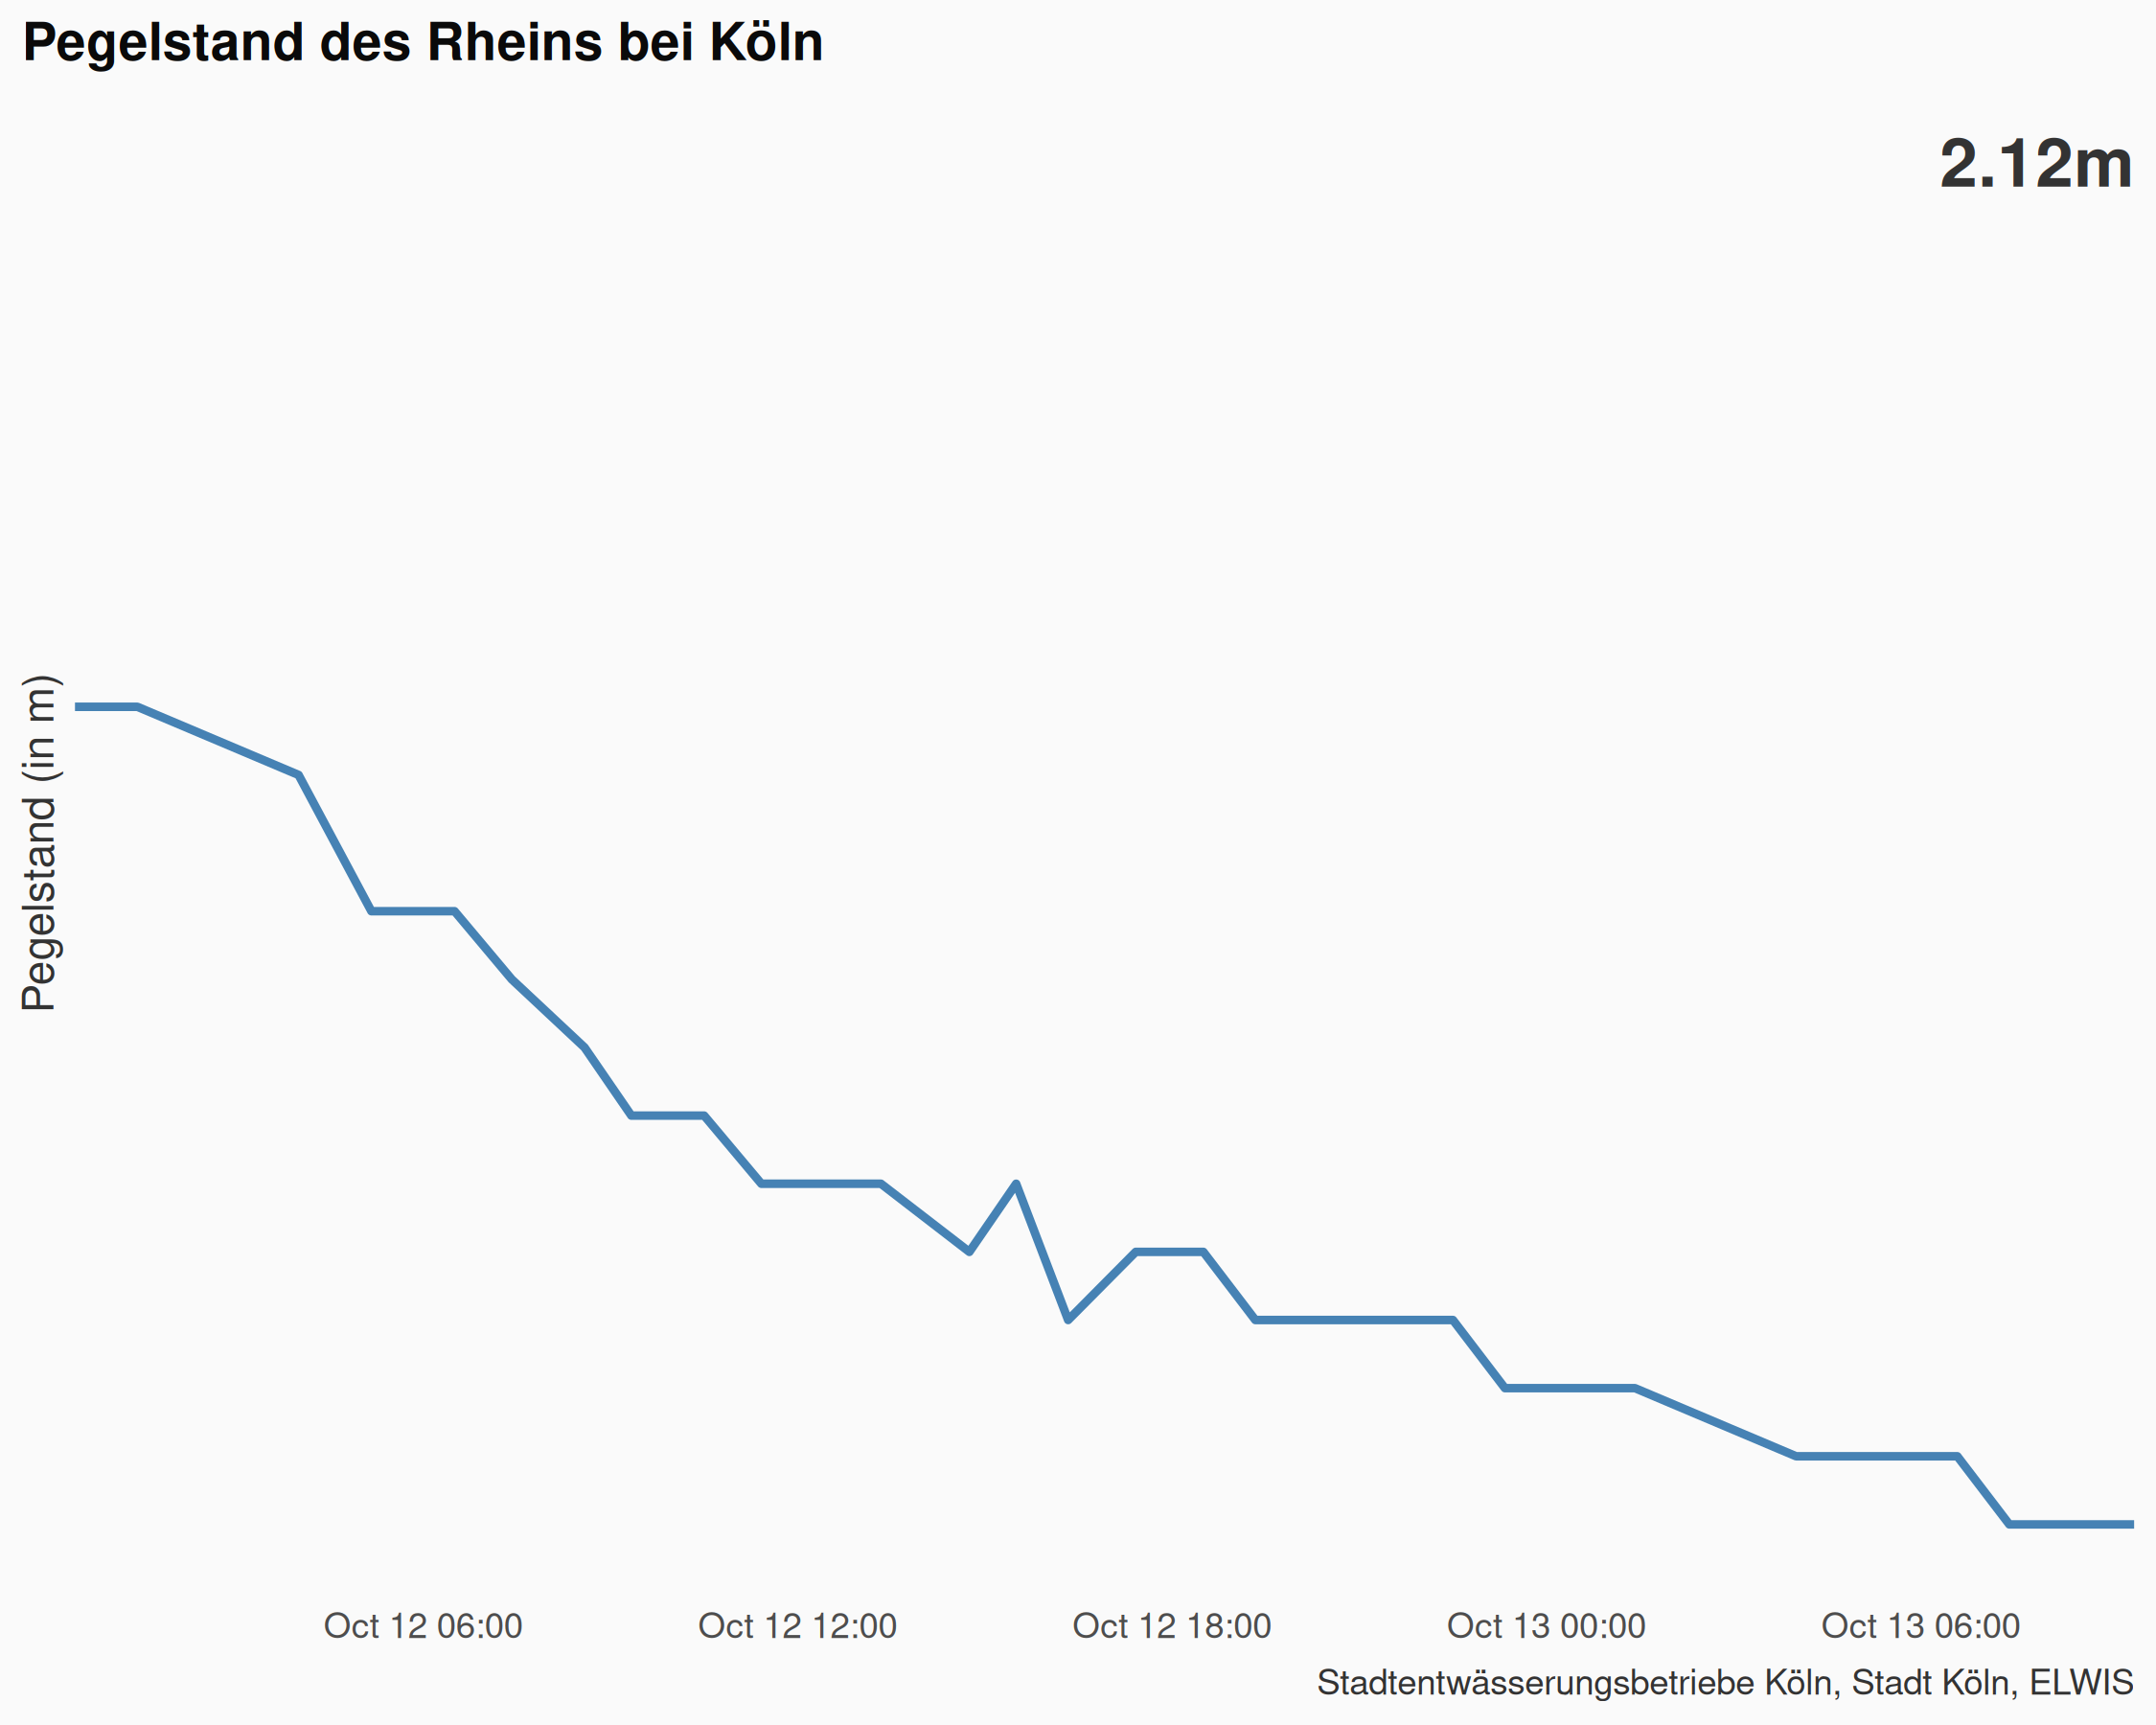 Pegelstand des Rheins bei Köln
2.12m
Pegelstand (in m)
Oct 12 06:00 Oct 12 12:00 Oct 12 18:00 Oct 13 00:00 Oct 13 06:00
Stadtentwässerungsbetriebe Köln, Stadt Köln, ELWIS